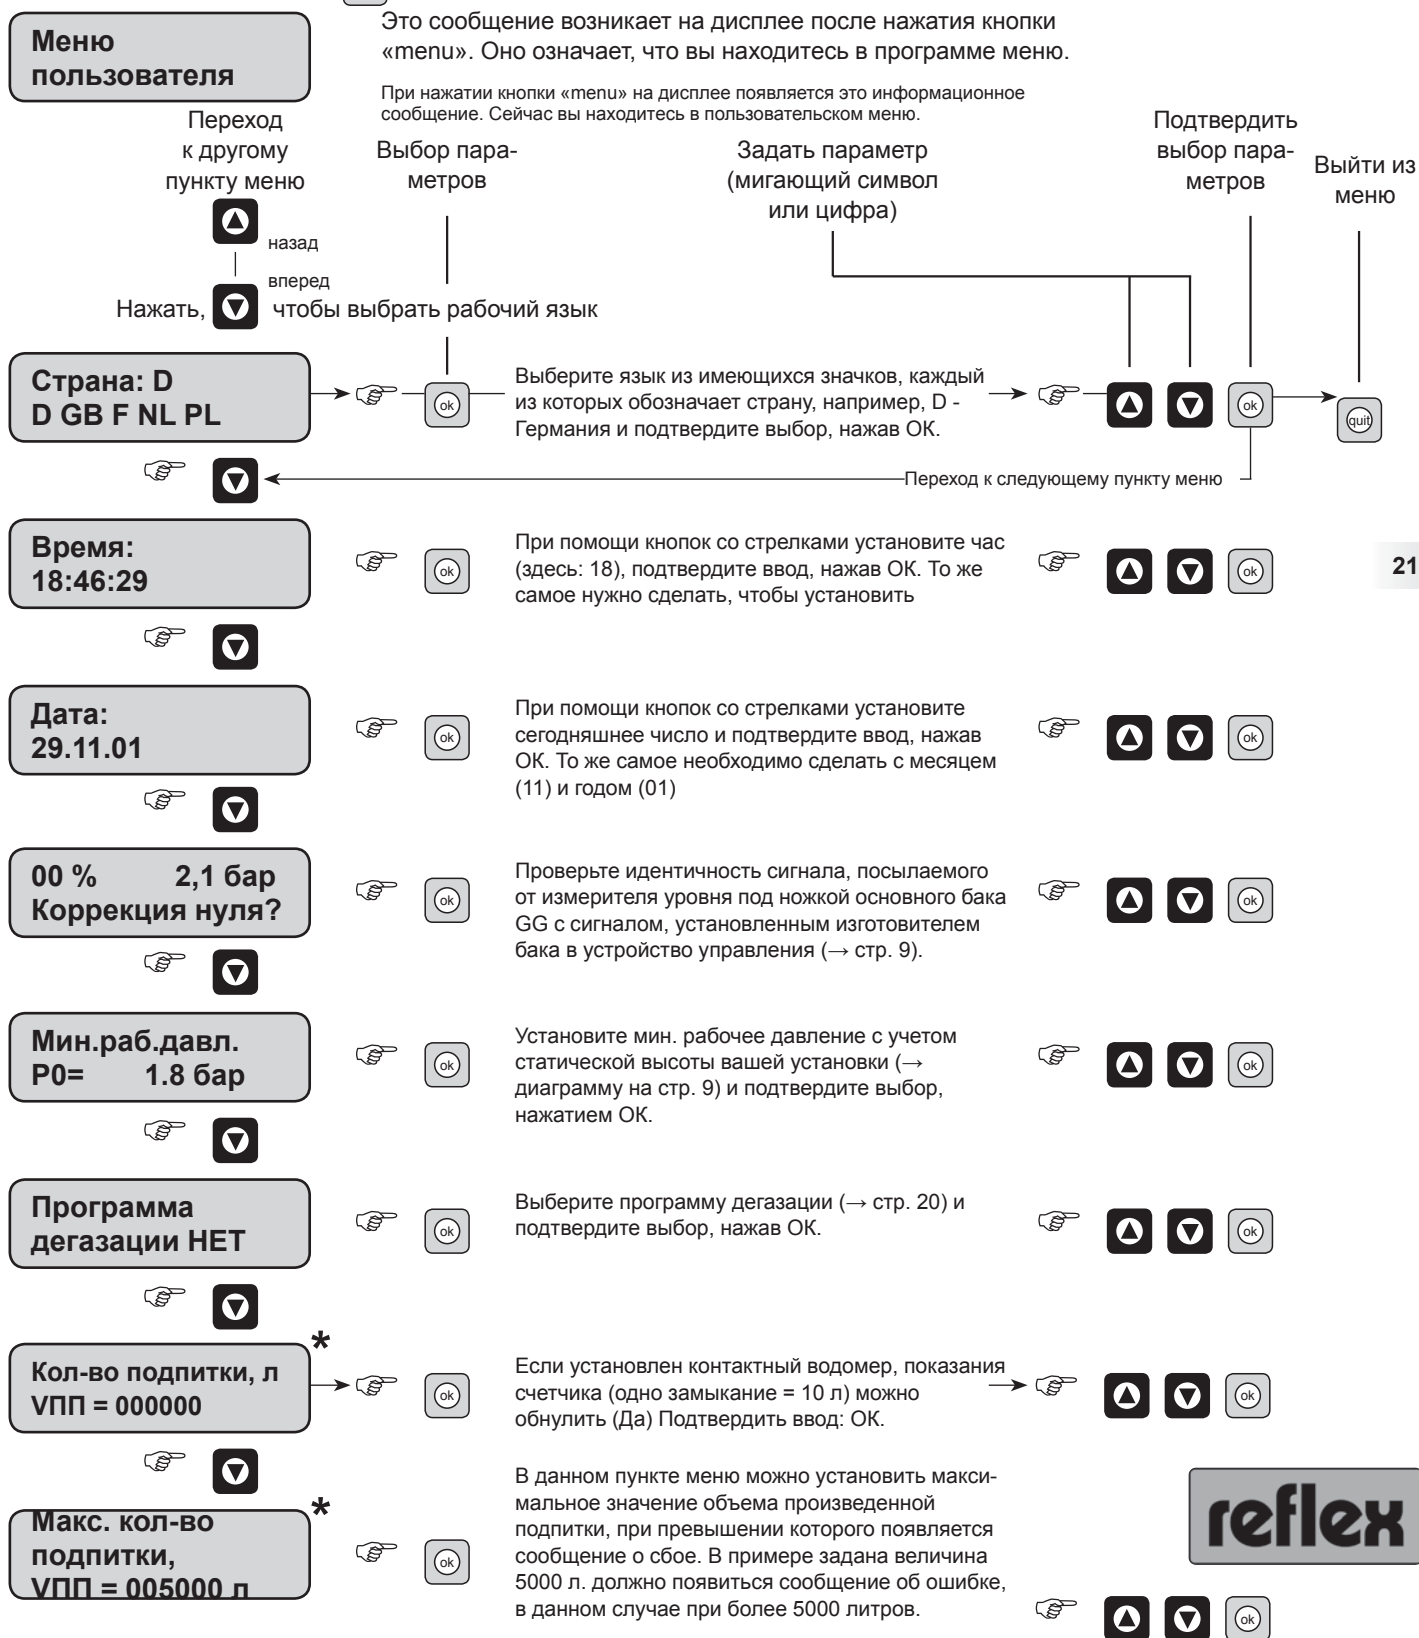 Меню
пользователя
Это сообщение возникает на дисплее после нажатия кнопки
«menu». Оно означает, что вы находитесь в программе меню.
При нажатии кнопки «menu» на дисплее появляется это информационное
сообщение. Сейчас вы находитесь в пользовательском меню.
Переход
к другому
пункту меню
Выбор пара-
метров
Задать параметр
(мигающий символ
или цифра)
Подтвердить
выбор пара-
метров
Выйти из
меню
назад
вперед
Нажать, чтобы выбрать рабочий язык
Страна: D
D GB F NL PL
ok
Выберите язык из имеющихся значков, каждый
из которых обозначает страну, например, D -
Германия и подтвердите выбор, нажав ОК.
ok
quit
Переход к следующему пункту меню
Время:
18:46:29
ok
При помощи кнопок со стрелками установите час
(здесь: 18), подтвердите ввод, нажав ОК. То же
самое нужно сделать, чтобы установить
ok
21
Дата:
29.11.01
ok
При помощи кнопок со стрелками установите
сегодняшнее число и подтвердите ввод, нажав
ОК. То же самое необходимо сделать с месяцем
(11) и годом (01)
ok
00 % 2,1 бар
Коррекция нуля?
ok
Проверьте идентичность сигнала, посылаемого
от измерителя уровня под ножкой основного бака
GG с сигналом, установленным изготовителем
бака в устройство управления (→ стр. 9).
ok
Мин.раб.давл.
P0= 1.8 бар
ok
Установите мин. рабочее давление с учетом
статической высоты вашей установки (→
диаграмму на стр. 9) и подтвердите выбор,
нажатием ОК.
ok
Программа
дегазации НЕТ
ok
Выберите программу дегазации (→ стр. 20) и
подтвердите выбор, нажав ОК.
ok
*
Кол-во подпитки, л
VПП = 000000
ok
Если установлен контактный водомер, показания
счетчика (одно замыкание = 10 л) можно
обнулить (Да) Подтвердить ввод: ОК.
ok
*
Макс. кол-во
подпитки,
VПП = 005000 л
ok
В данном пункте меню можно установить макси-
мальное значение объема произведенной
подпитки, при превышении которого появляется
сообщение о сбое. В примере задана величина
5000 л. должно появиться сообщение об ошибке,
в данном случае при более 5000 литров.
ok
reflex